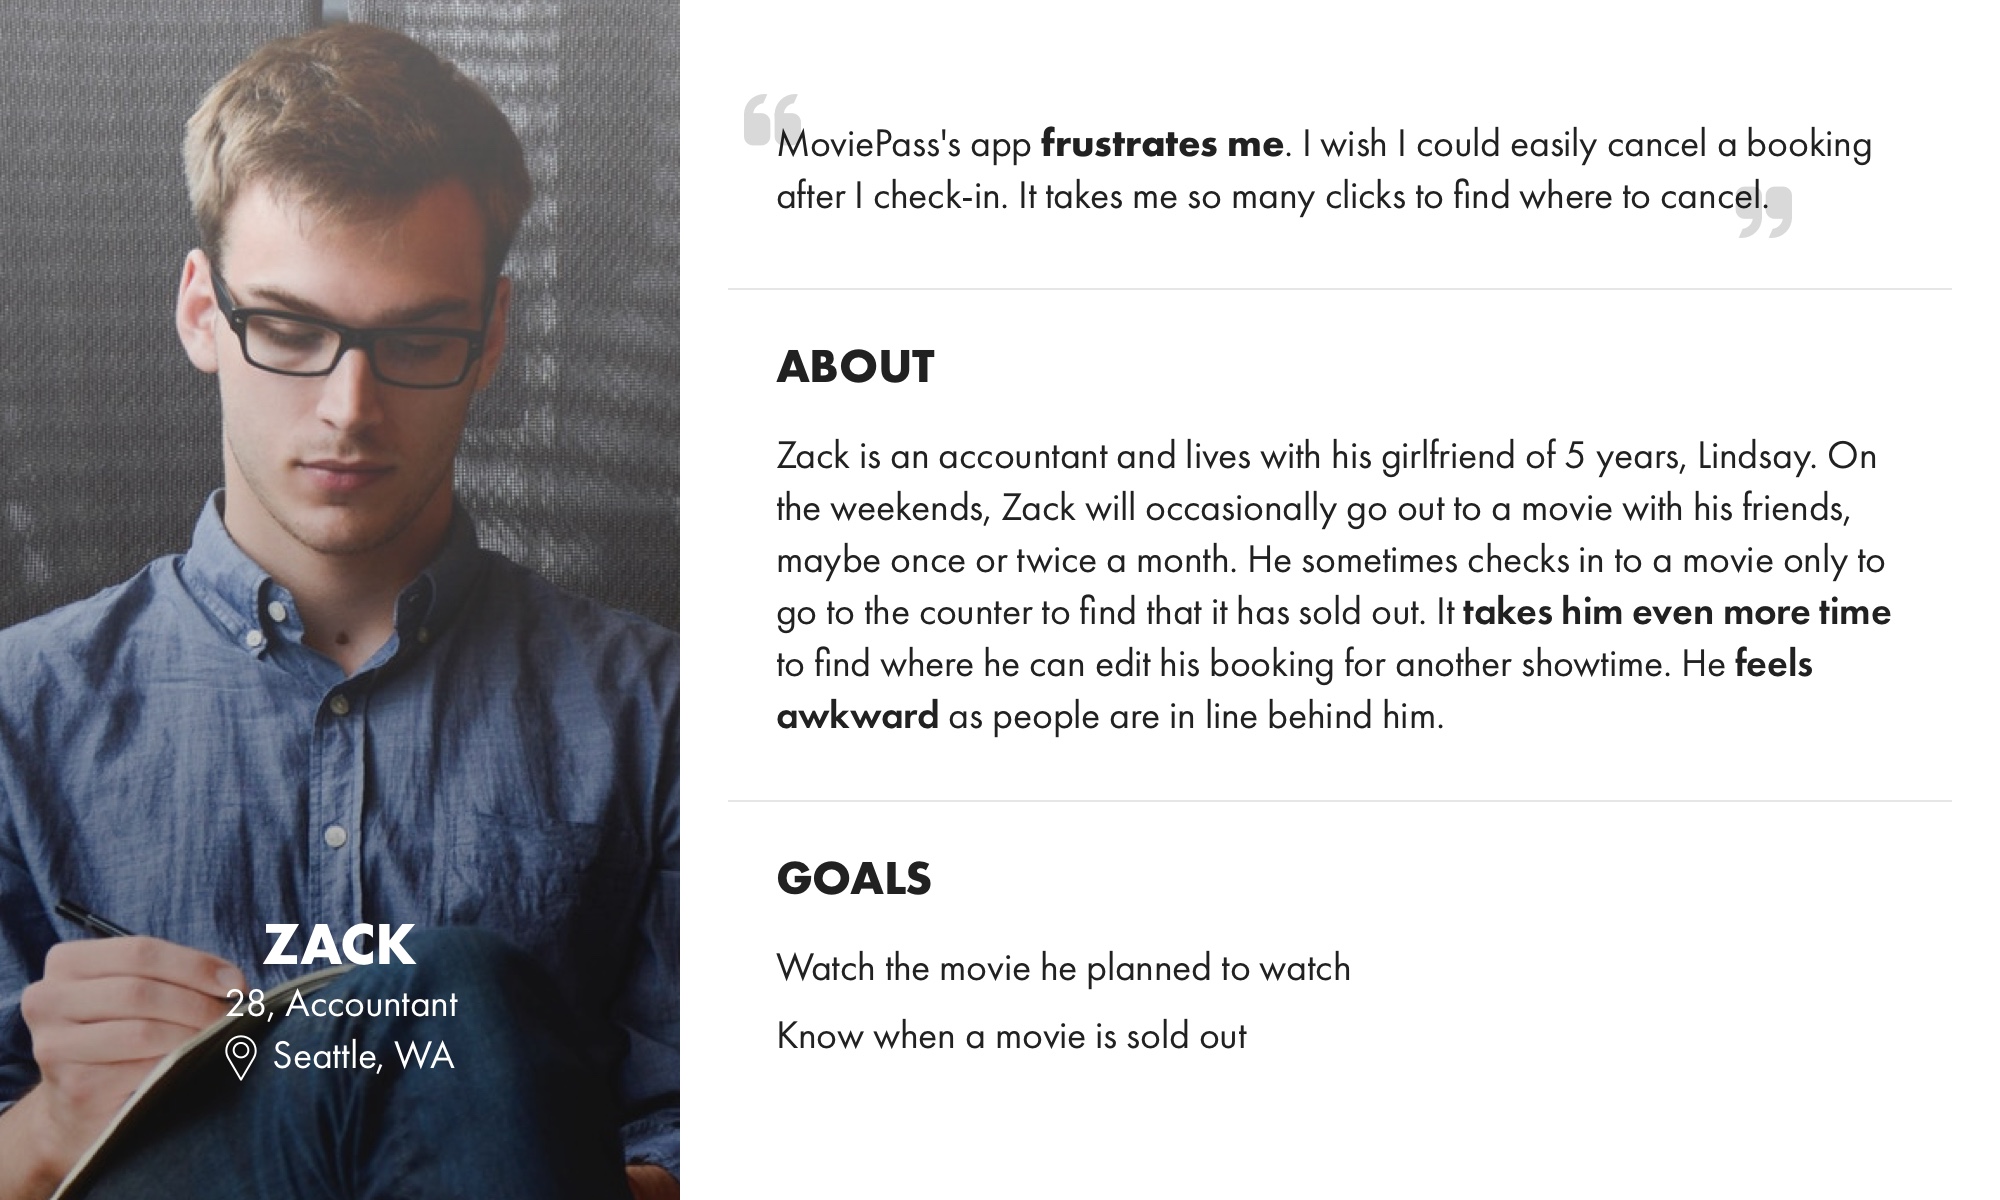 MoviePass's app frustrates me. I wish I could easily cancel a booking
after I check-in. It takes me so many clicks to find where to cancel.
ABOUT
Zack is an accountant and lives with his girlfriend of 5 years, Lindsay. On
the weekends, Zack will occasionally go out to a movie with his friends,
maybe once or twice a month. He sometimes checks in to a movie only to
go to the counter to find that it has sold out. It takes him even more time
to find where he can edit his booking for another showtime. He feels
awkward as people are in line behind him.
GOALS
Watch the movie he planned to watch
Know when a movie is sold out
ZACK
28, Accountant
Seattle, WA